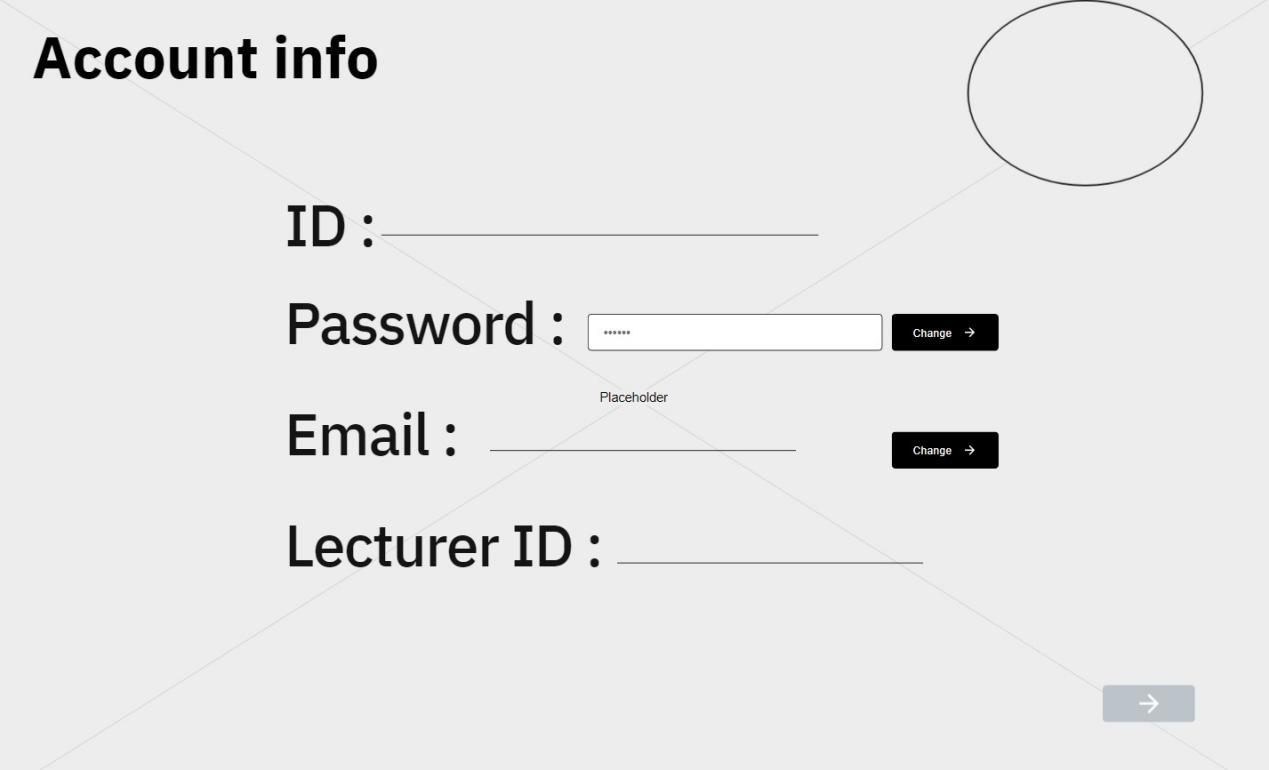 Account info
ID :
Password :
•••••• Change →
Placeholder
Email :
Change →
Lecturer ID :
→